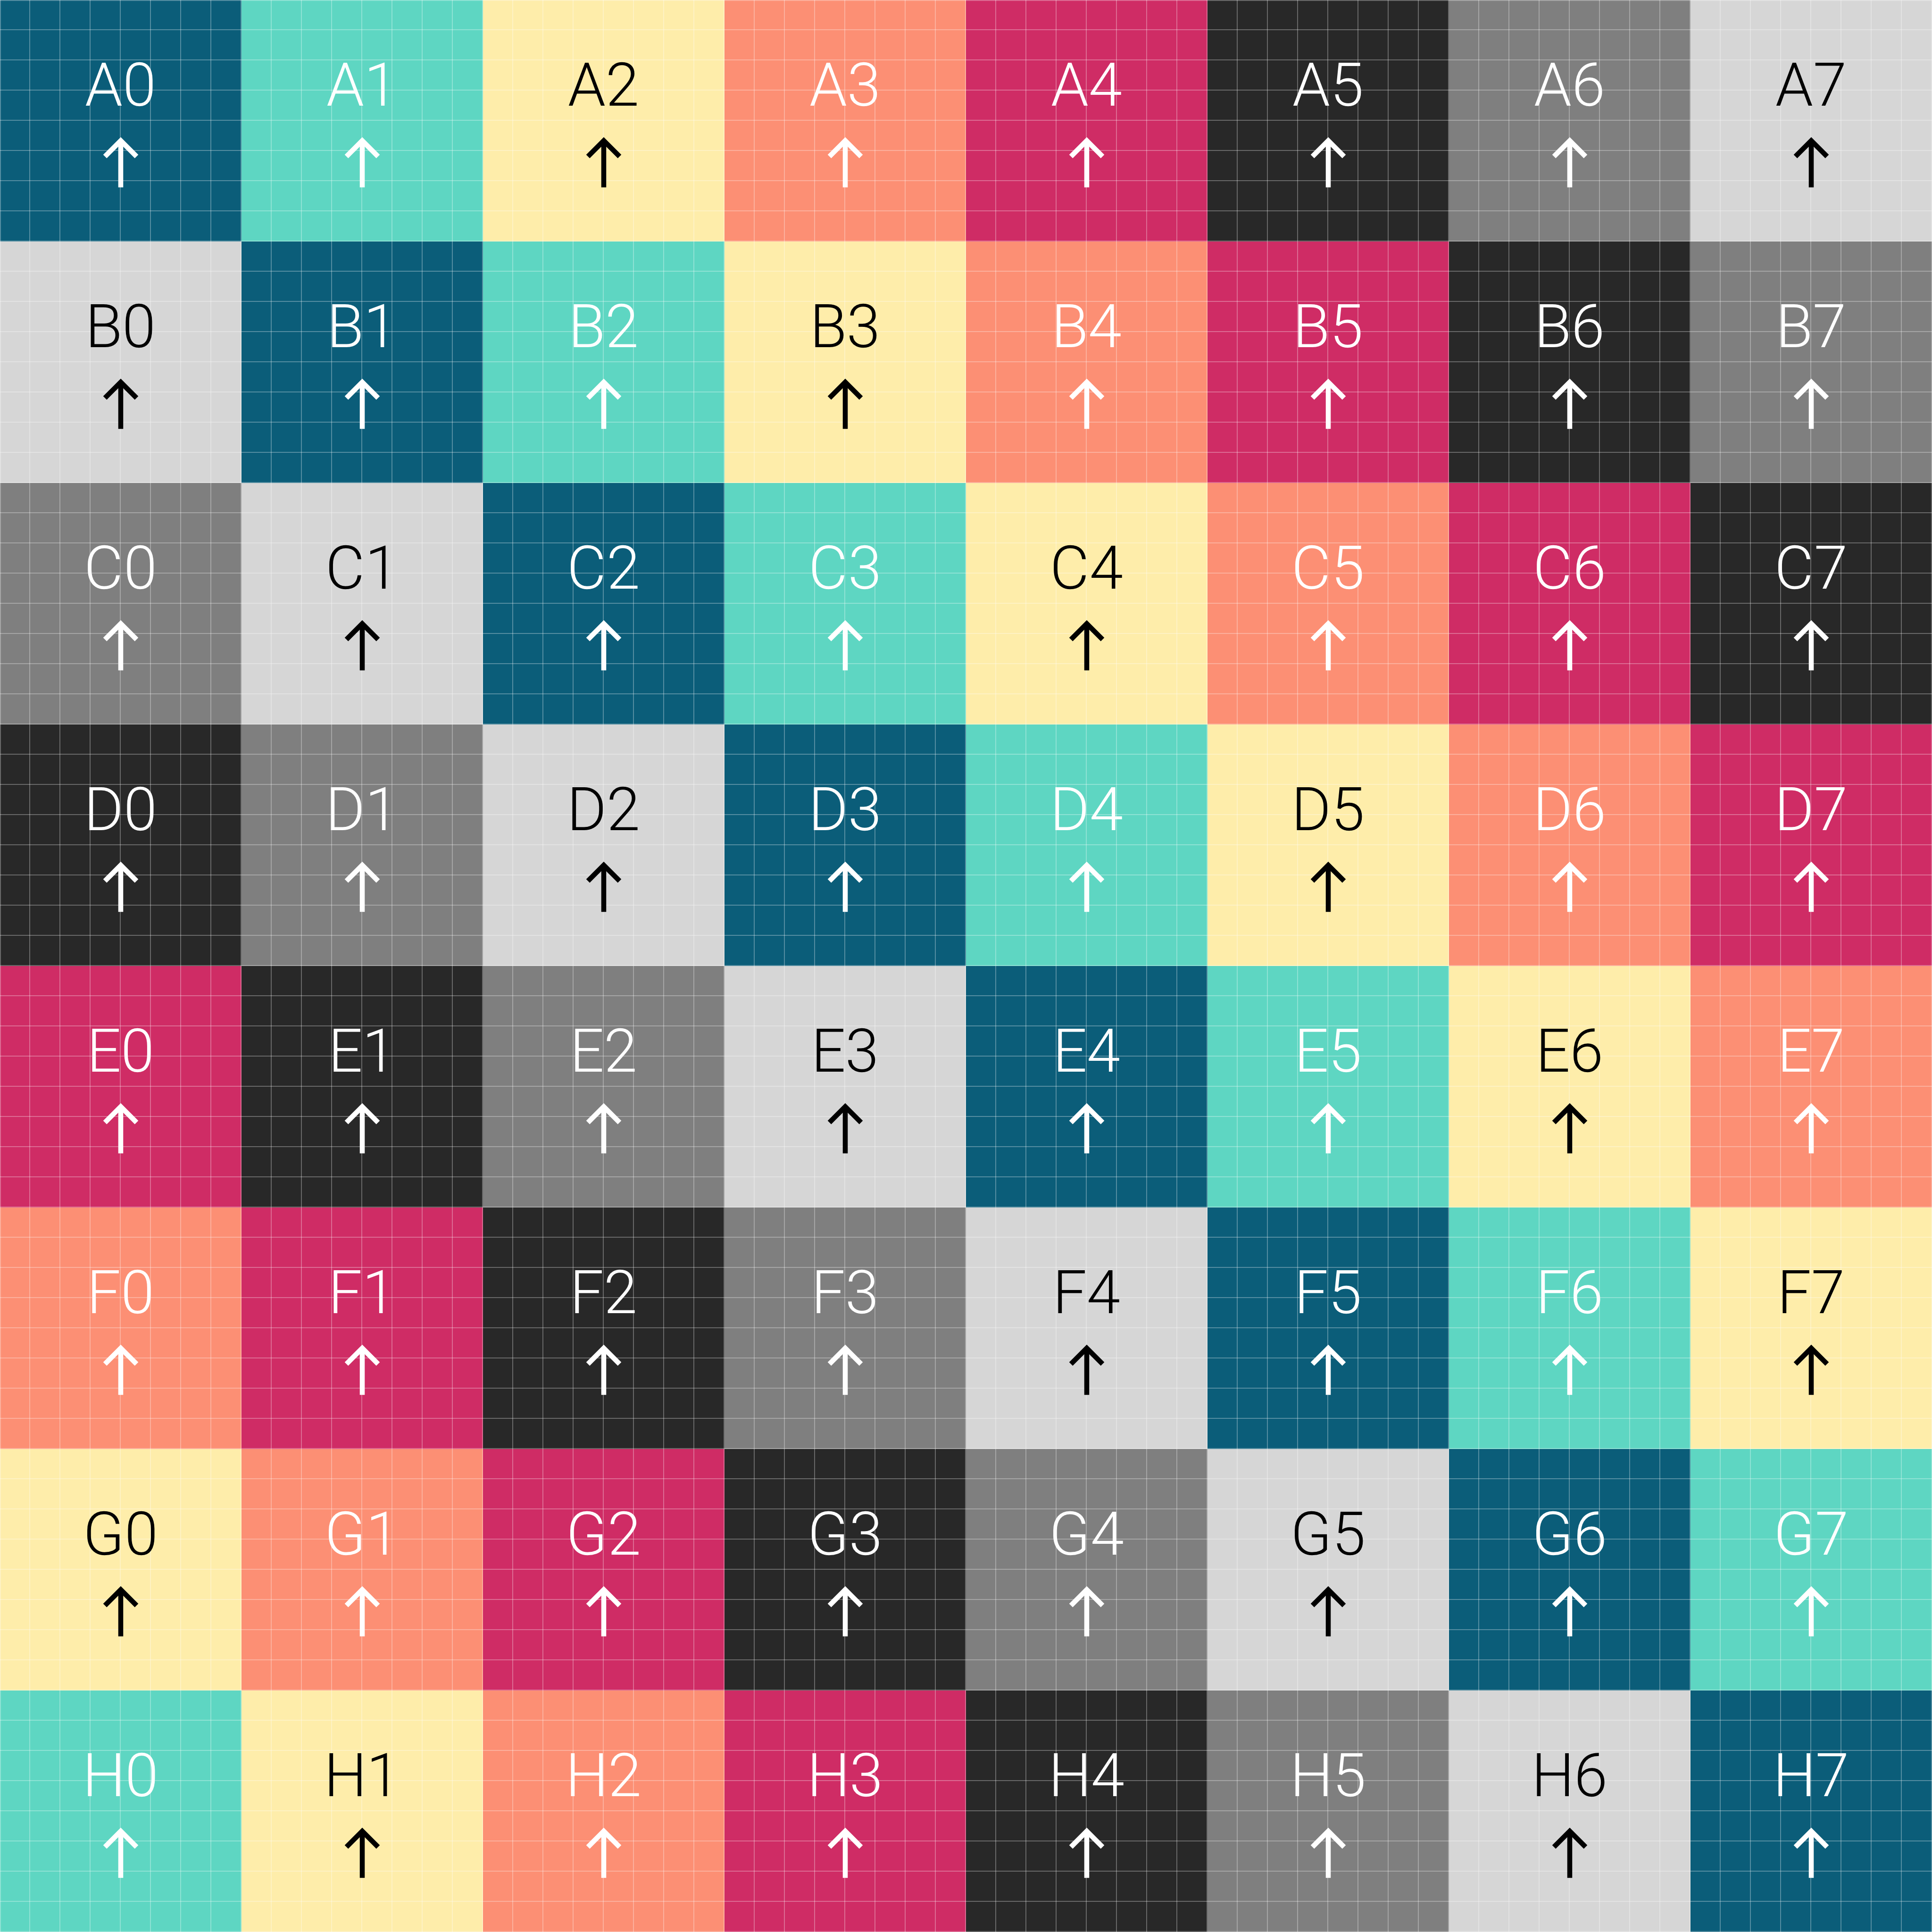 A0 A1 A2 A3 A4 A5 A6 A7
↑ ↑ ↑ ↑ ↑ ↑ ↑ ↑
B0 B1 B2 B3 B4 B5 B6 B7
↑ ↑ ↑ ↑ ↑ ↑ ↑ ↑
C0 C1 C2 C3 C4 C5 C6 C7
↑ ↑ ↑ ↑ ↑ ↑ ↑ ↑
D0 D1 D2 D3 D4 D5 D6 D7
↑ ↑ ↑ ↑ ↑ ↑ ↑ ↑
E0 E1 E2 E3 E4 E5 E6 E7
↑ ↑ ↑ ↑ ↑ ↑ ↑ ↑
F0 F1 F2 F3 F4 F5 F6 F7
↑ ↑ ↑ ↑ ↑ ↑ ↑ ↑
G0 G1 G2 G3 G4 G5 G6 G7
↑ ↑ ↑ ↑ ↑ ↑ ↑ ↑
H0 H1 H2 H3 H4 H5 H6 H7
↑ ↑ ↑ ↑ ↑ ↑ ↑ ↑